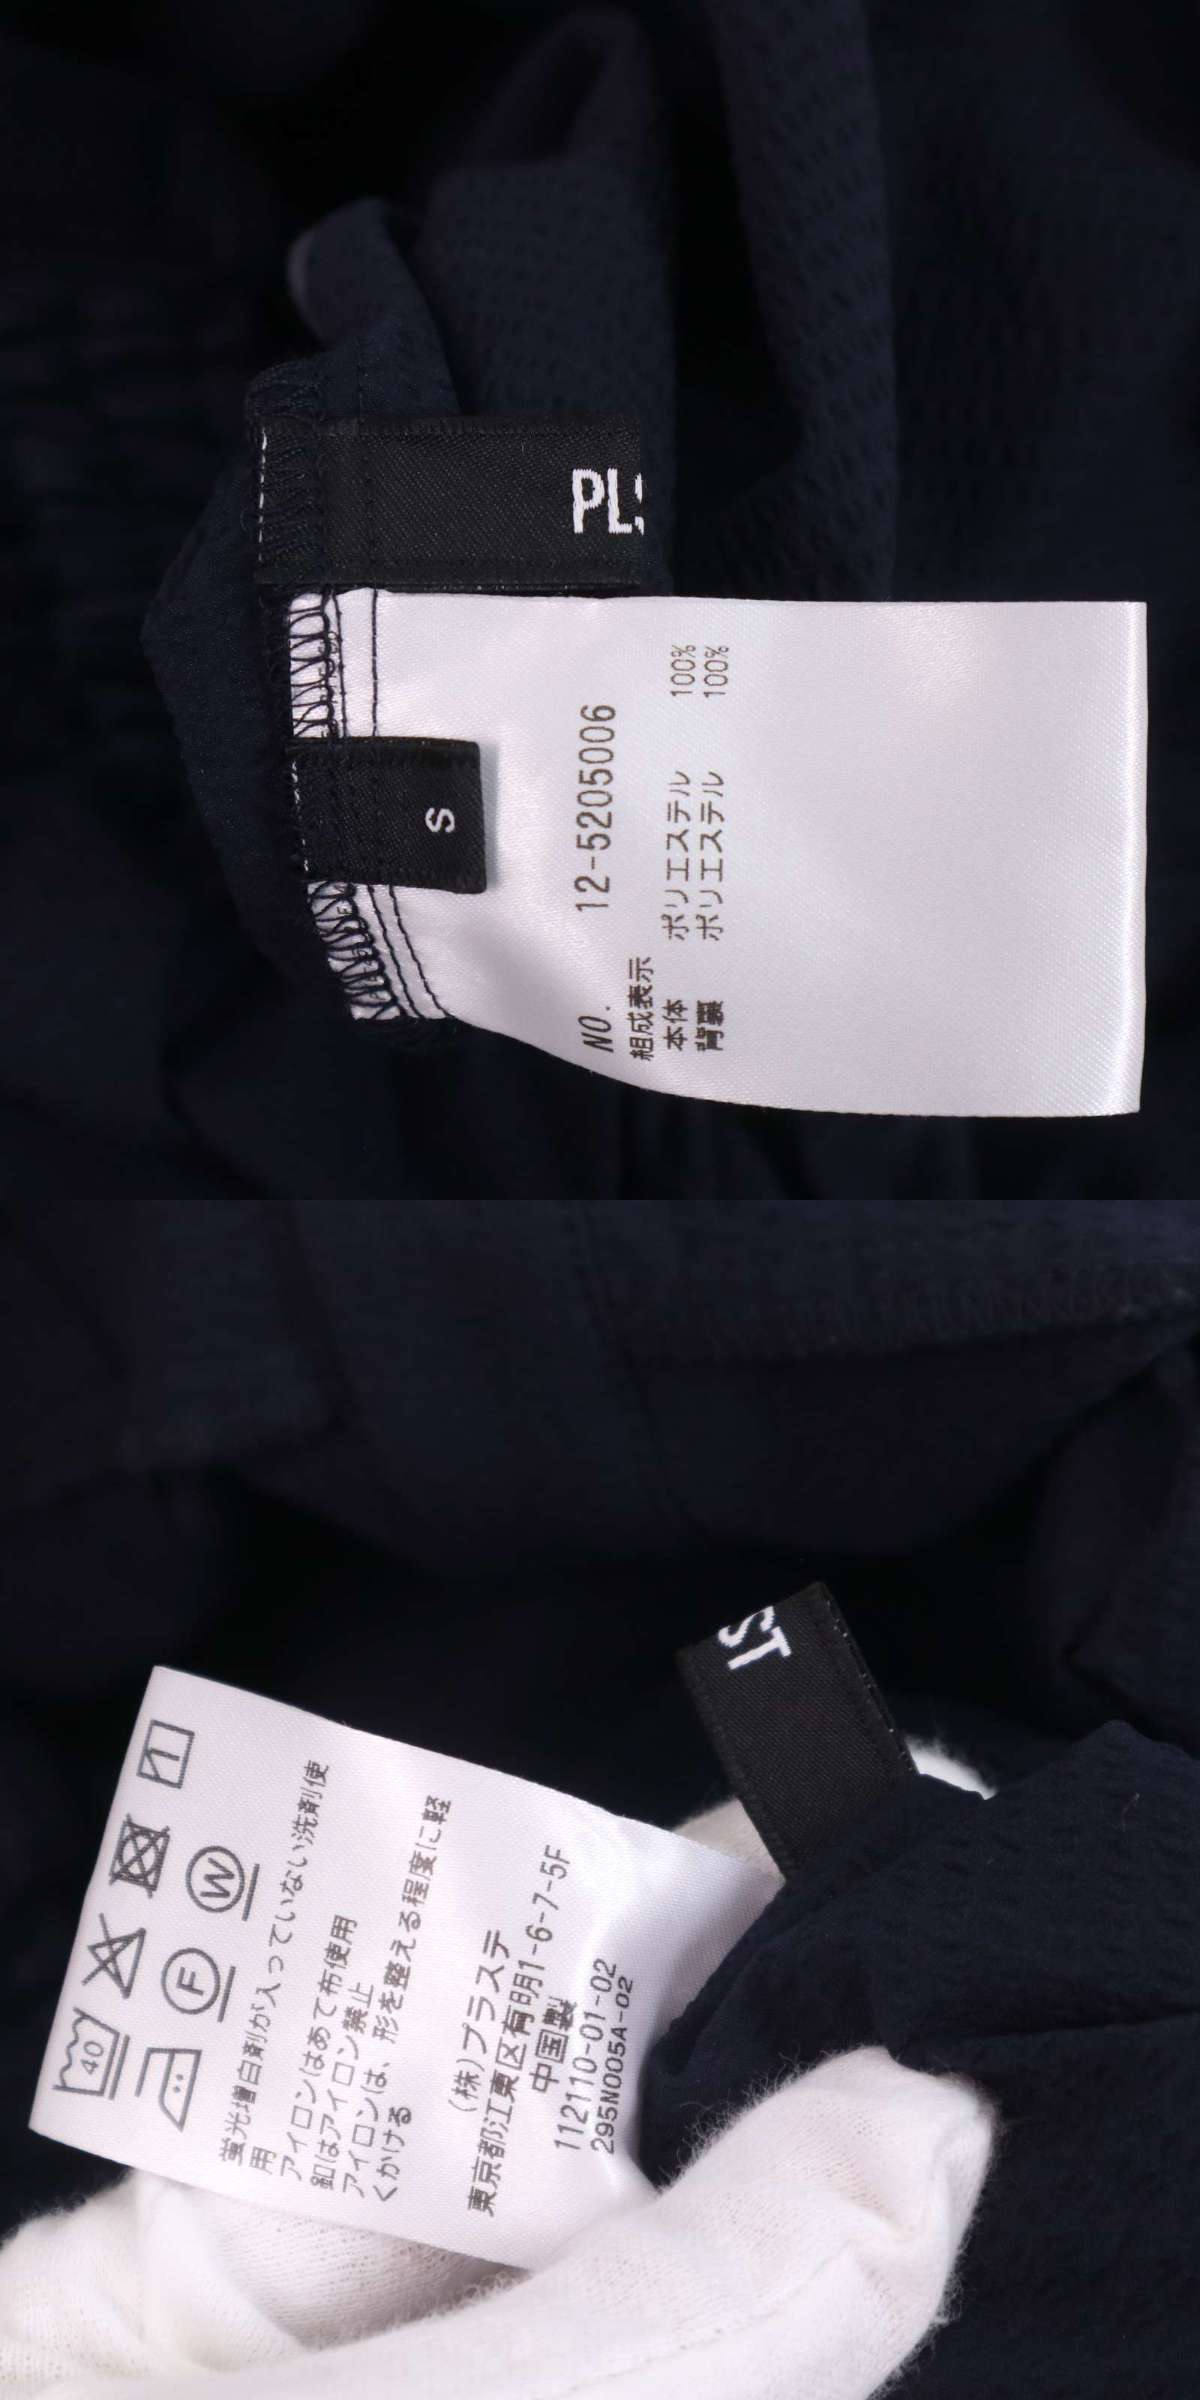 PLS
S
NO. 12-5205006
組成表示
本体 ポリエステル 100%
背裏 ポリエステル 100%
ST
40
F
W
蛍光増白剤が入っていない洗剤使
用
アイロンはあて布使用
釦はアイロン禁止
アイロンは、形を整える程度に軽
くかける
(株)プラステ
東京都江東区有明1-6-7-5F
中国製
112110-01-02
295N005A-02